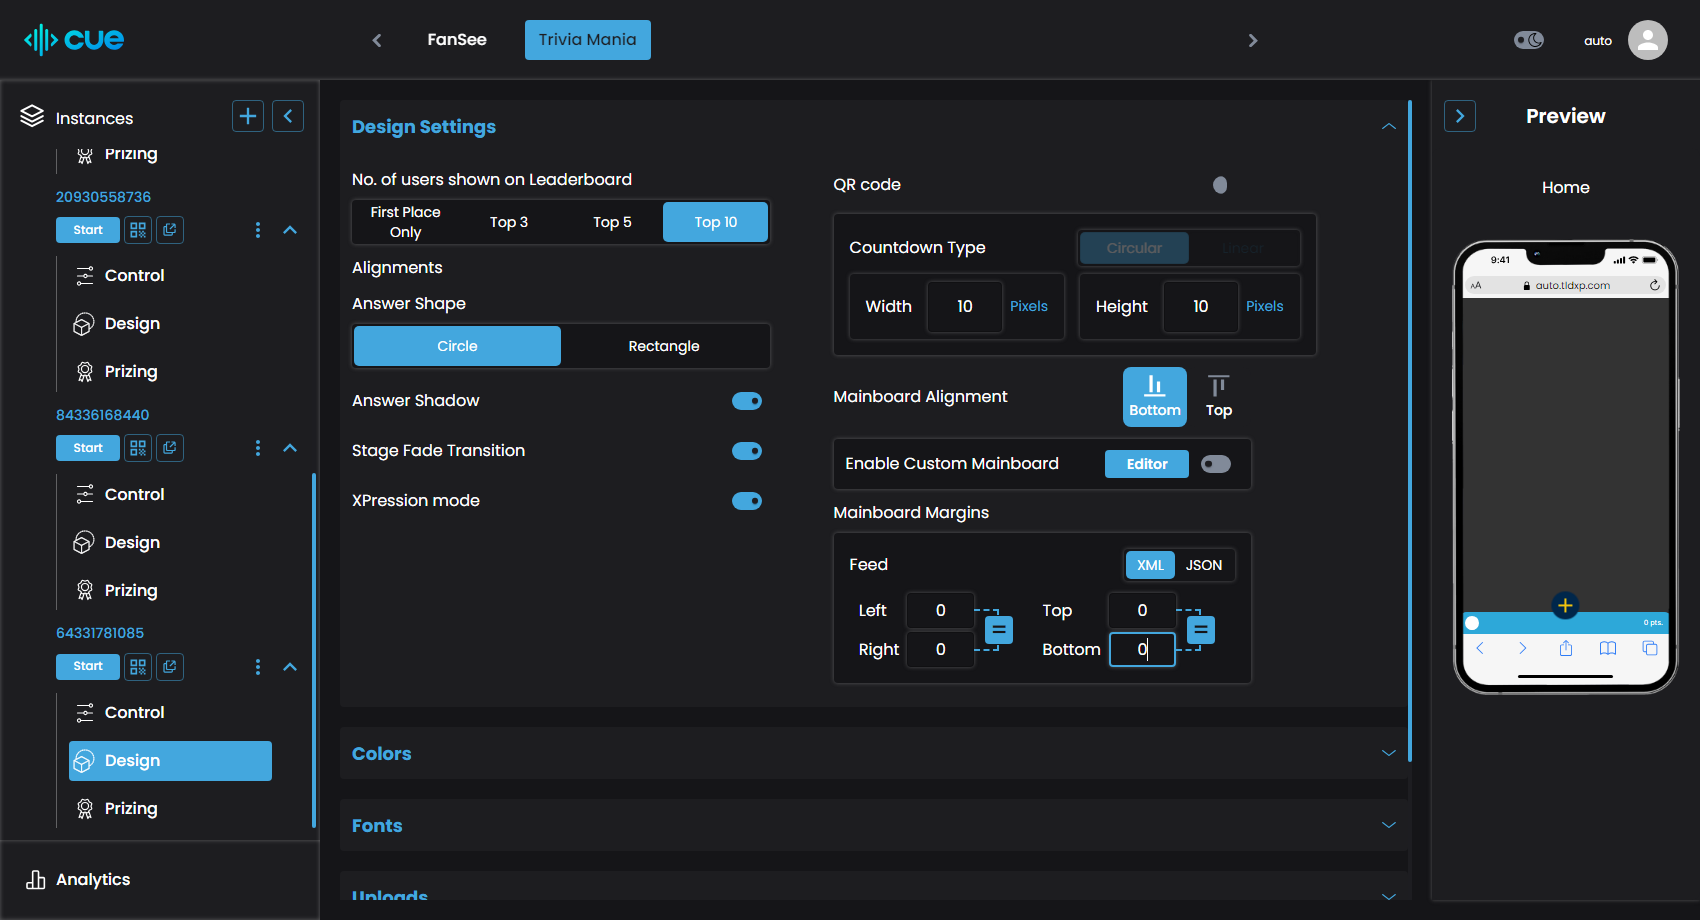 cue
FanSee
Trivia Mania
auto
Instances
Prizing
20930558736
Start
Control
Design
Prizing
84336168440
Start
Control
Design
Prizing
64331781085
Start
Control
Design
Prizing
Analytics
Design Settings
No. of users shown on Leaderboard
First Place
Only
Top 3
Top 5
Top 10
Alignments
Answer Shape
Circle
Rectangle
Answer Shadow
Stage Fade Transition
XPression mode
QR code
Countdown Type
Circular
Linear
Width
10
Pixels
Height
10
Pixels
Mainboard Alignment
Bottom
Top
Enable Custom Mainboard
Editor
Mainboard Margins
Feed
XML
JSON
Left
0
Top
0
Right
0
Bottom
0
Colors
Fonts
Uploads
Preview
Home
9:41
AA
auto.tldxp.com
0 pts.